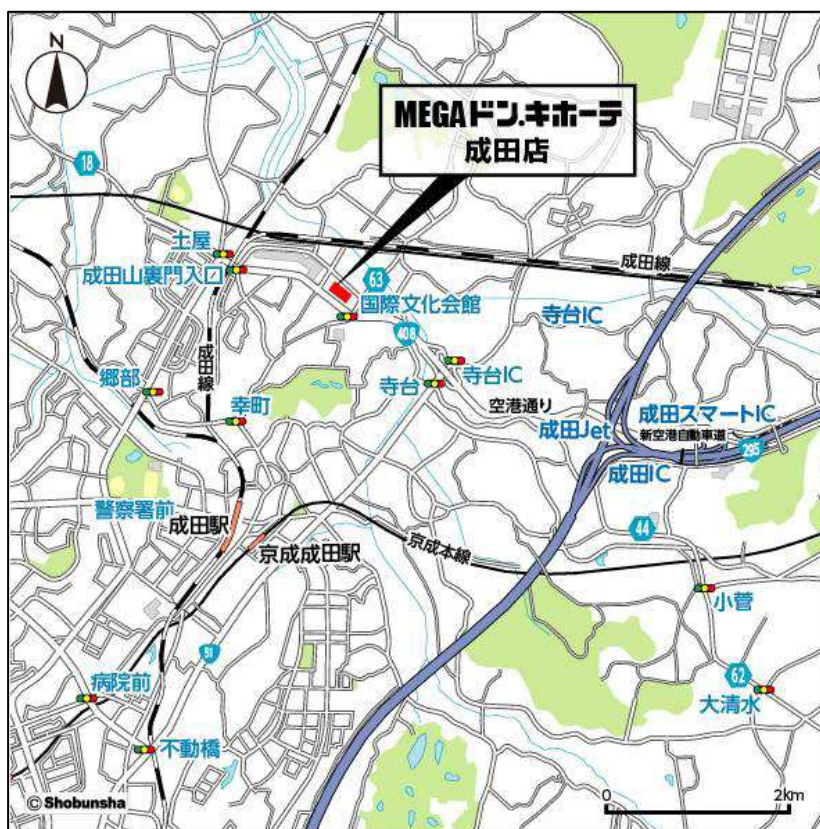 N
MEGAドン.キホーテ
成田店
18
土屋
成田山裏門入口
63
国際文化会館
成田線
408
寺台IC
成田線
郷部
幸町
寺台
寺台IC
空港通り
成田Jct
成田スマートIC
新空港自動車道
295
成田IC
警察署前
成田駅
京成成田駅
京成本線
44
小菅
51
62
大清水
病院前
不動橋
© Shobunsha
0
2km